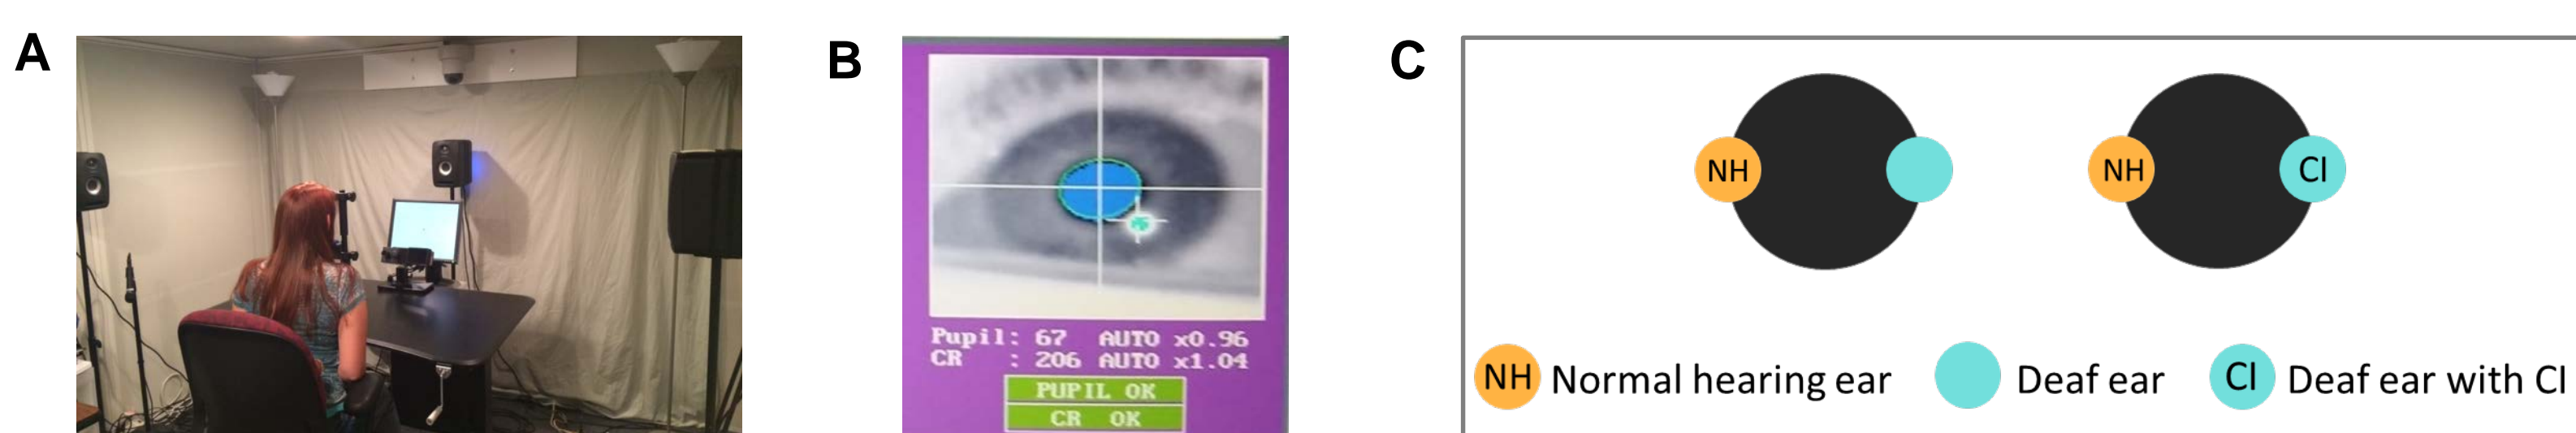 A
B
C
Pupil: 67 AUTO x0.96
CR : 206 AUTO x1.04
PUPIL OK
CR OK
NH
NH
CI
NH Normal hearing ear
Deaf ear
CI Deaf ear with CI